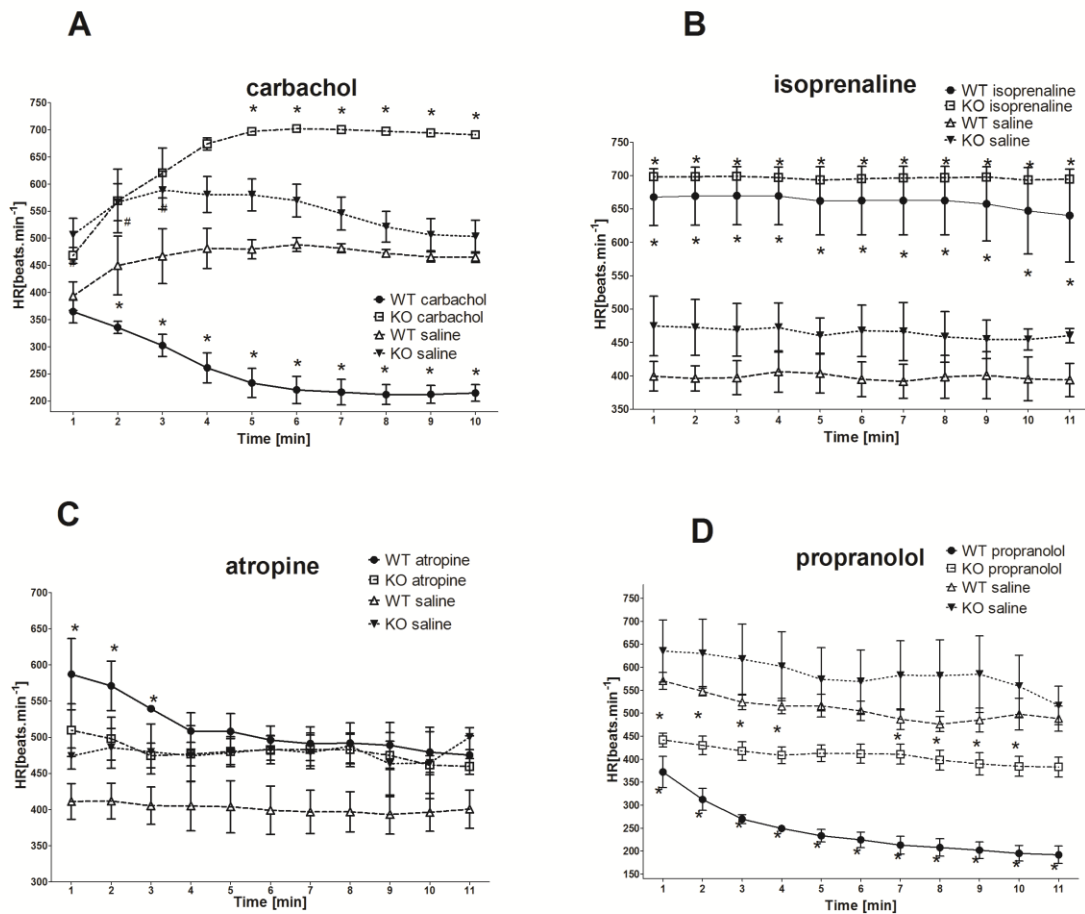 A
carbachol
HR[beats.min⁻¹]
750
700
650
600
550
500
450
400
350
300
250
200
* * * * * *
#
#
* * * * * * * * *
WT carbachol
KO carbachol
WT saline
KO saline
1 2 3 4 5 6 7 8 9 10
Time [min]
B
isoprenaline
WT isoprenaline
KO isoprenaline
WT saline
KO saline
HR[beats.min⁻¹]
750
700
650
600
550
500
450
400
350
* * * * * * * * * * *
* * * * * * * * * * *
1 2 3 4 5 6 7 8 9 10 11
Time [min]
C
atropine
WT atropine
KO atropine
WT saline
KO saline
HR[beats.min⁻¹]
700
650
600
550
500
450
400
350
300
* * *
1 2 3 4 5 6 7 8 9 10 11
Time [min]
D
propranolol
WT propranolol
KO propranolol
WT saline
KO saline
HR[beats.min⁻¹]
750
700
650
600
550
500
450
400
350
300
250
200
* * * * * * * *
* * * * * * * * * * *
1 2 3 4 5 6 7 8 9 10 11
Time [min]